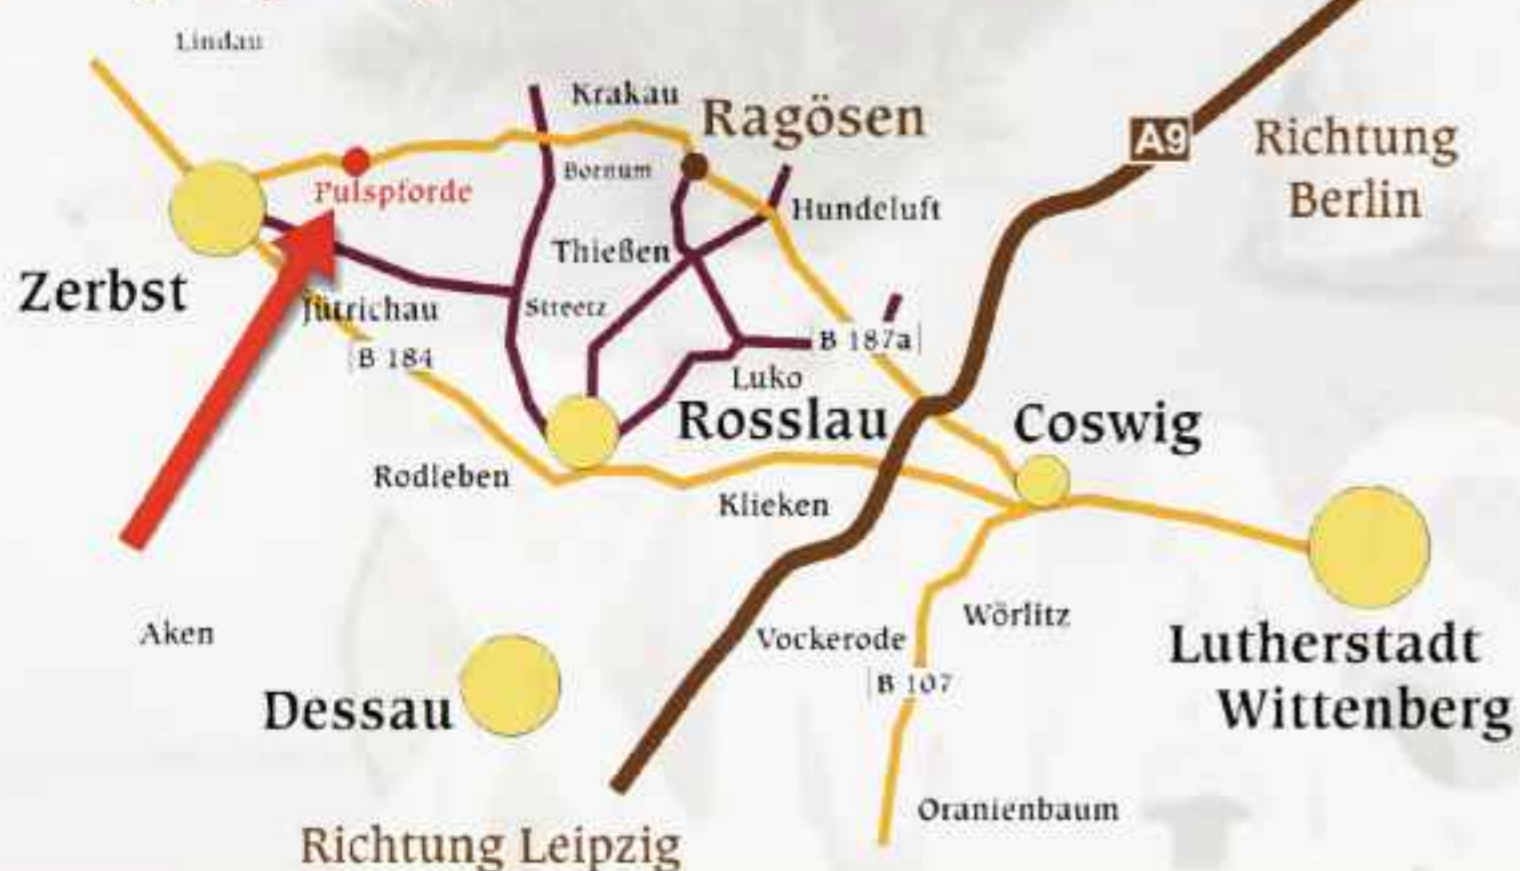 Lindau
Krakau
Ragösen
A9
Richtung
Berlin
Bornum
Pulspforde
Hundeluft
Thießen
Zerbst
Jütrichau
Streetz
B 184
B 187a
Luko
Rosslau
Coswig
Rodleben
Klieken
Wörlitz
Aken
Vockerode
Lutherstadt
Wittenberg
B 107
Dessau
Oranienbaum
Richtung Leipzig